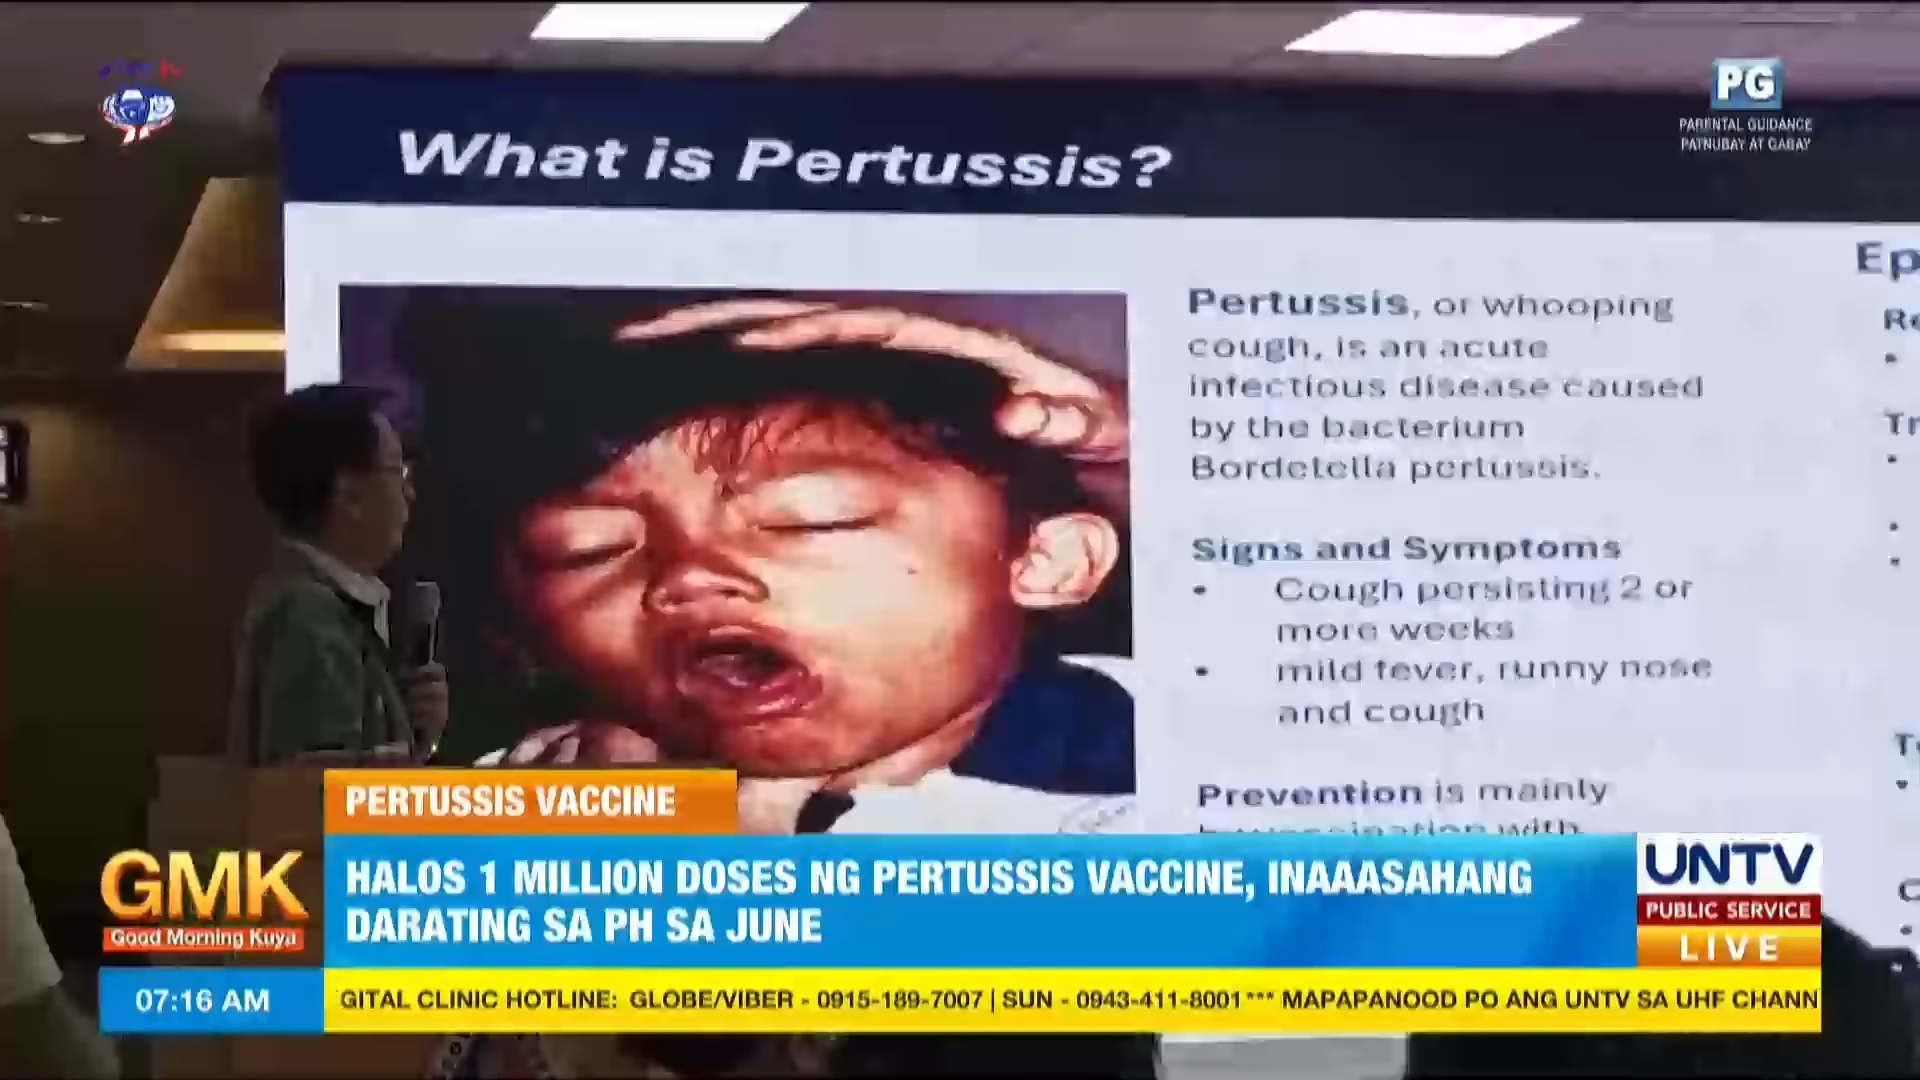 PG
PARENTAL GUIDANCE
PATNUBAY AT GABAY
What is Pertussis?
Pertussis, or whooping
cough, is an acute
infectious disease caused
by the bacterium
Bordetella pertussis.
Signs and Symptoms
• Cough persisting 2 or
more weeks
• mild fever, runny nose
and cough
Prevention is mainly
Ep
Re
Tr
PERTUSSIS VACCINE
HALOS 1 MILLION DOSES NG PERTUSSIS VACCINE, INAAASAHANG
DARATING SA PH SA JUNE
GMK
Good Morning Kuya
UNTV
PUBLIC SERVICE
LIVE
07:16 AM
GITAL CLINIC HOTLINE: GLOBE/VIBER - 0915-189-7007 | SUN - 0943-411-8001 *** MAPAPANOOD PO ANG UNTV SA UHF CHANN